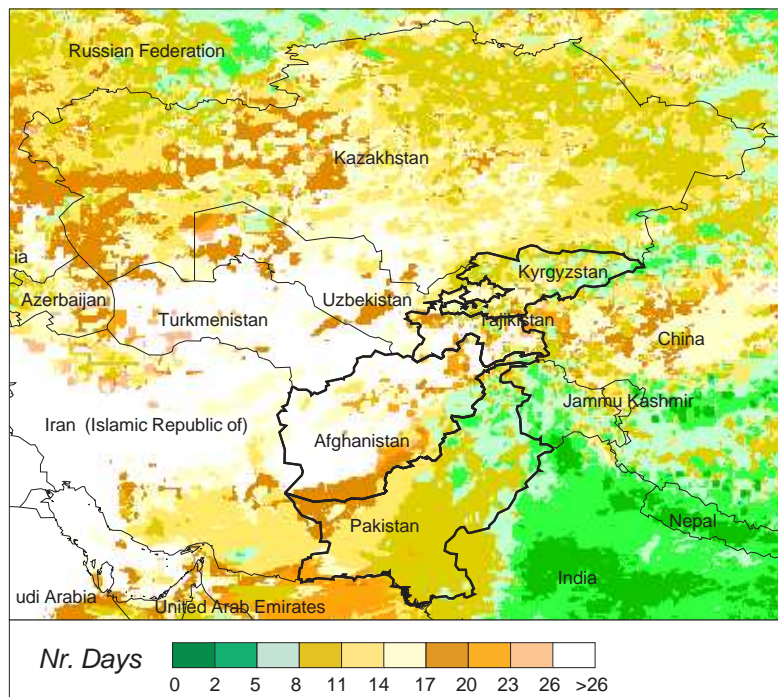 Russian Federation
Kazakhstan
ia
Kyrgyzstan
Azerbaijan
Uzbekistan
Turkmenistan
Tajikistan
China
Jammu Kashmir
Iran (Islamic Republic of)
Afghanistan
Pakistan
Nepal
India
udi Arabia
United Arab Emirates
Nr. Days
0 2 5 8 11 14 17 20 23 26 >26